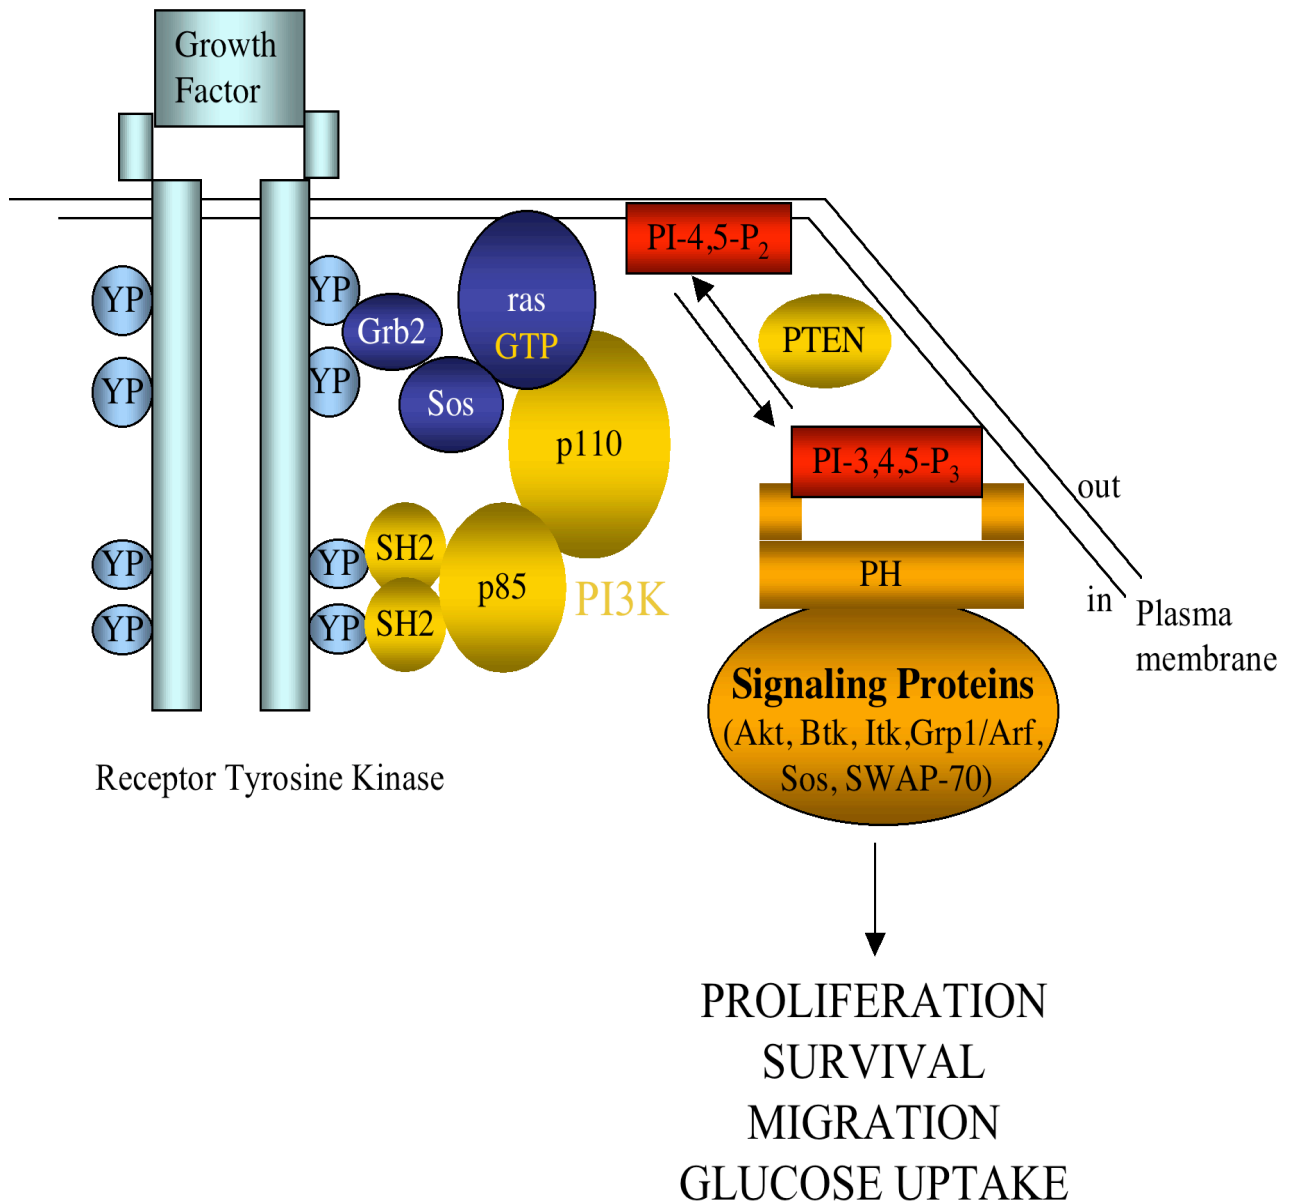 Growth
Factor
PI-4,5-P2
YP
YP
ras
Grb2
GTP
PTEN
YP
YP
Sos
p110
PI-3,4,5-P3
out
SH2
YP
YP
PH
p85
PI3K
in
Plasma
SH2
YP
YP
membrane
Signaling Proteins
(Akt, Btk, Itk,Grp1/Arf,
Sos, SWAP-70)
Receptor Tyrosine Kinase
PROLIFERATION
SURVIVAL
MIGRATION
GLUCOSE UPTAKE